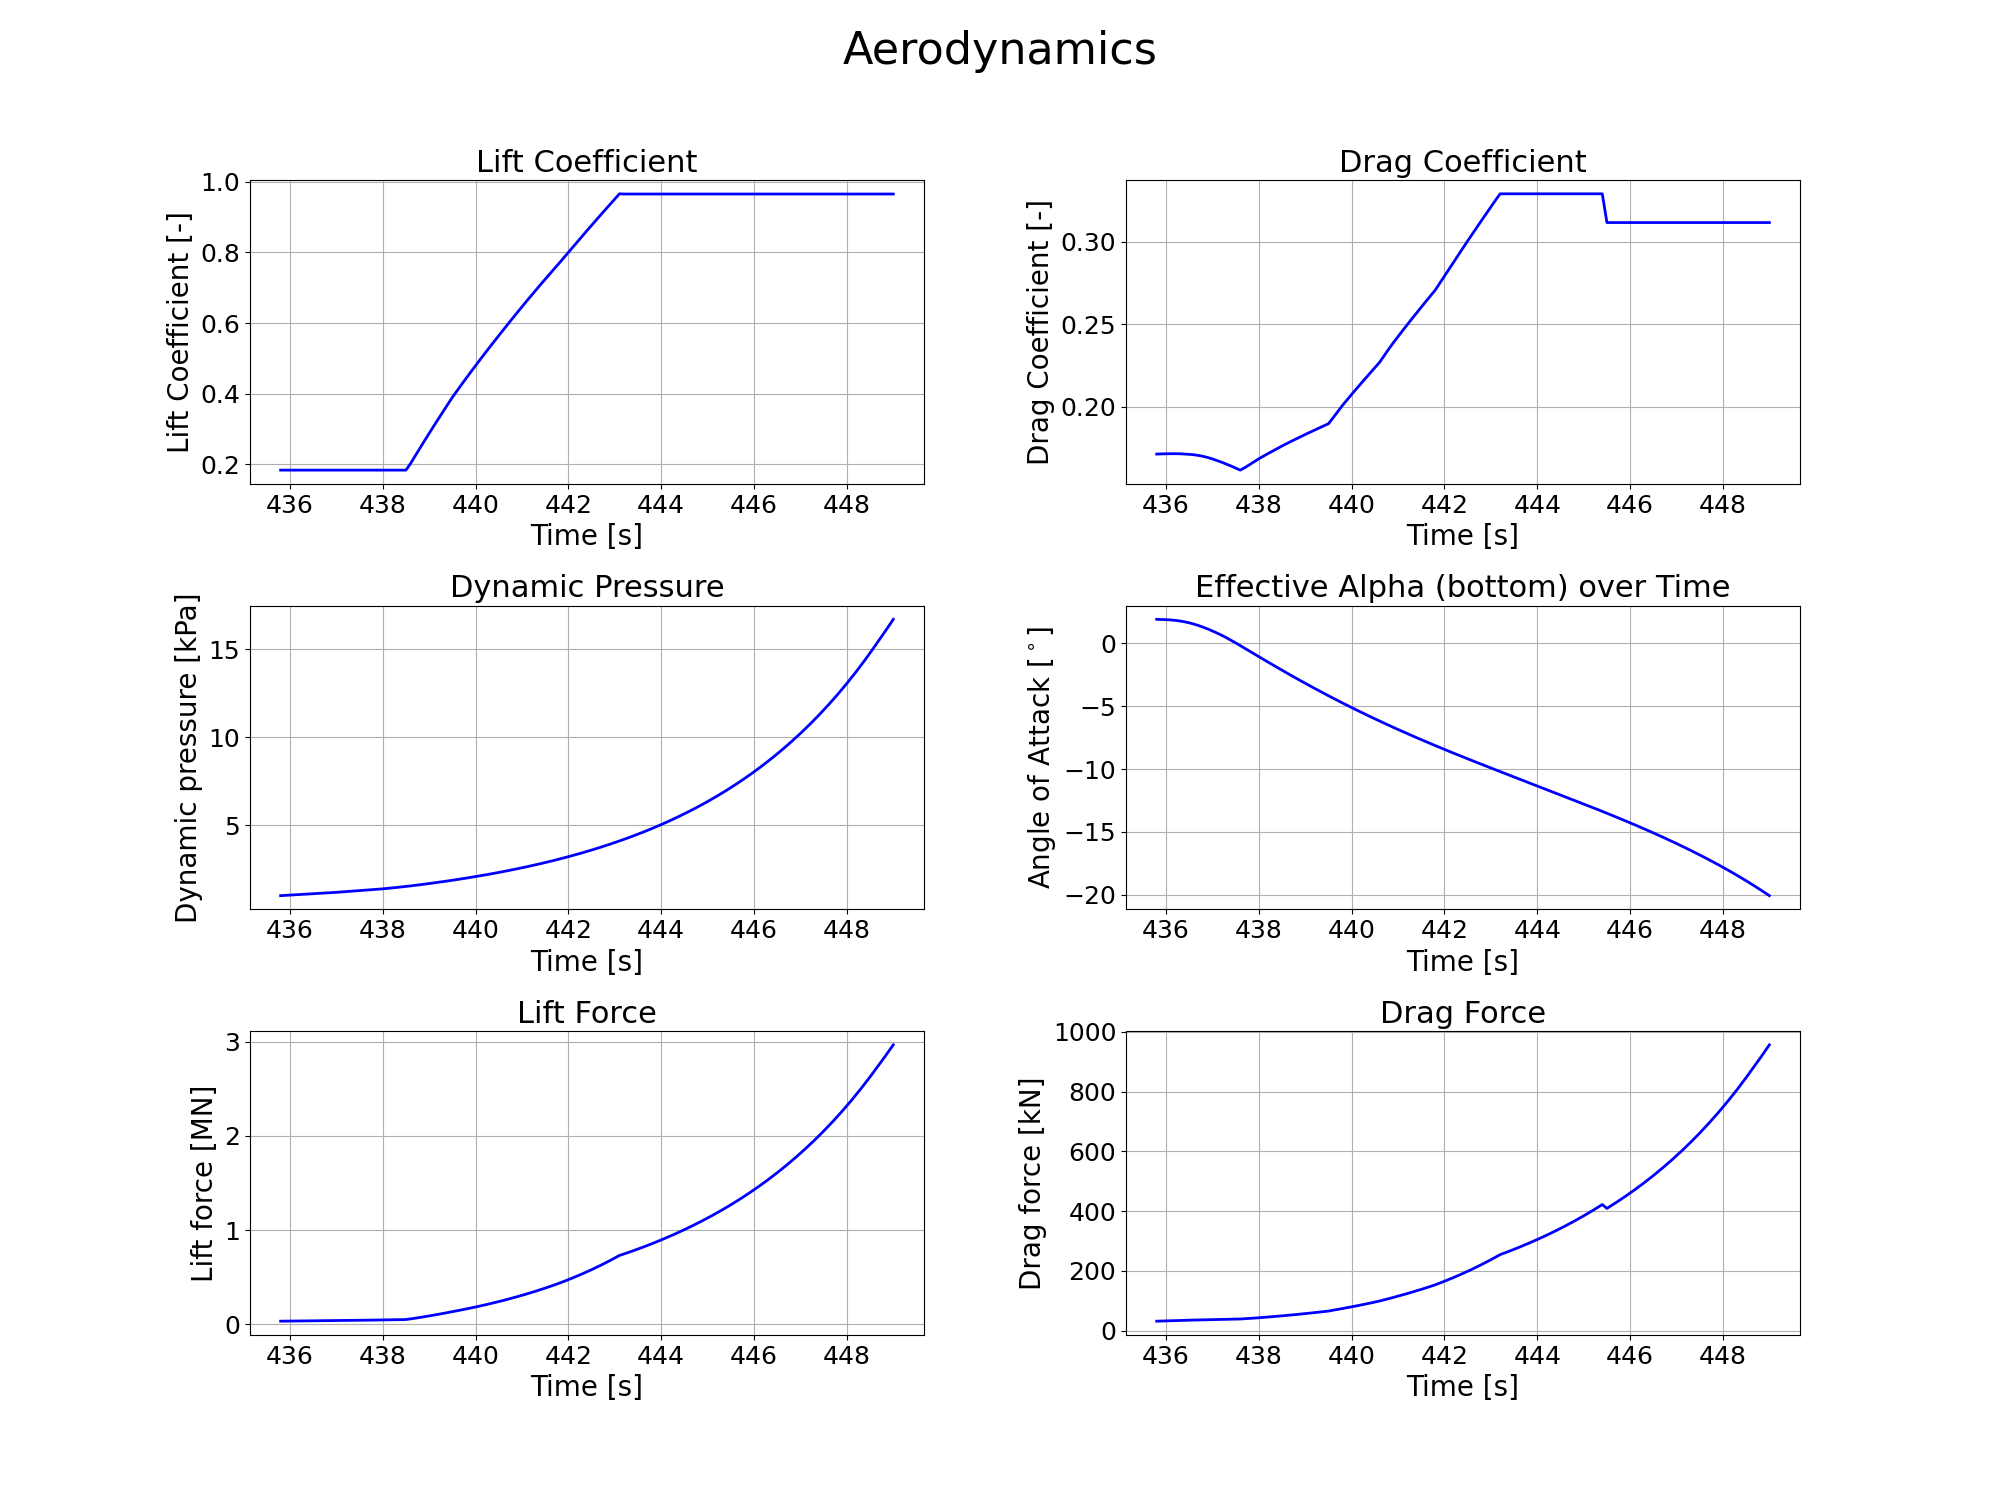 Aerodynamics
Lift Coefficient
Lift Coefficient [-]
1.0
0.8
0.6
0.4
0.2
436 438 440 442 444 446 448
Time [s]
Drag Coefficient
Drag Coefficient [-]
0.30
0.25
0.20
436 438 440 442 444 446 448
Time [s]
Dynamic Pressure
Dynamic pressure [kPa]
15
10
5
436 438 440 442 444 446 448
Time [s]
Effective Alpha (bottom) over Time
Angle of Attack [°]
0
−5
−10
−15
−20
436 438 440 442 444 446 448
Time [s]
Lift Force
Lift force [MN]
3
2
1
0
436 438 440 442 444 446 448
Time [s]
Drag Force
Drag force [kN]
1000
800
600
400
200
0
436 438 440 442 444 446 448
Time [s]